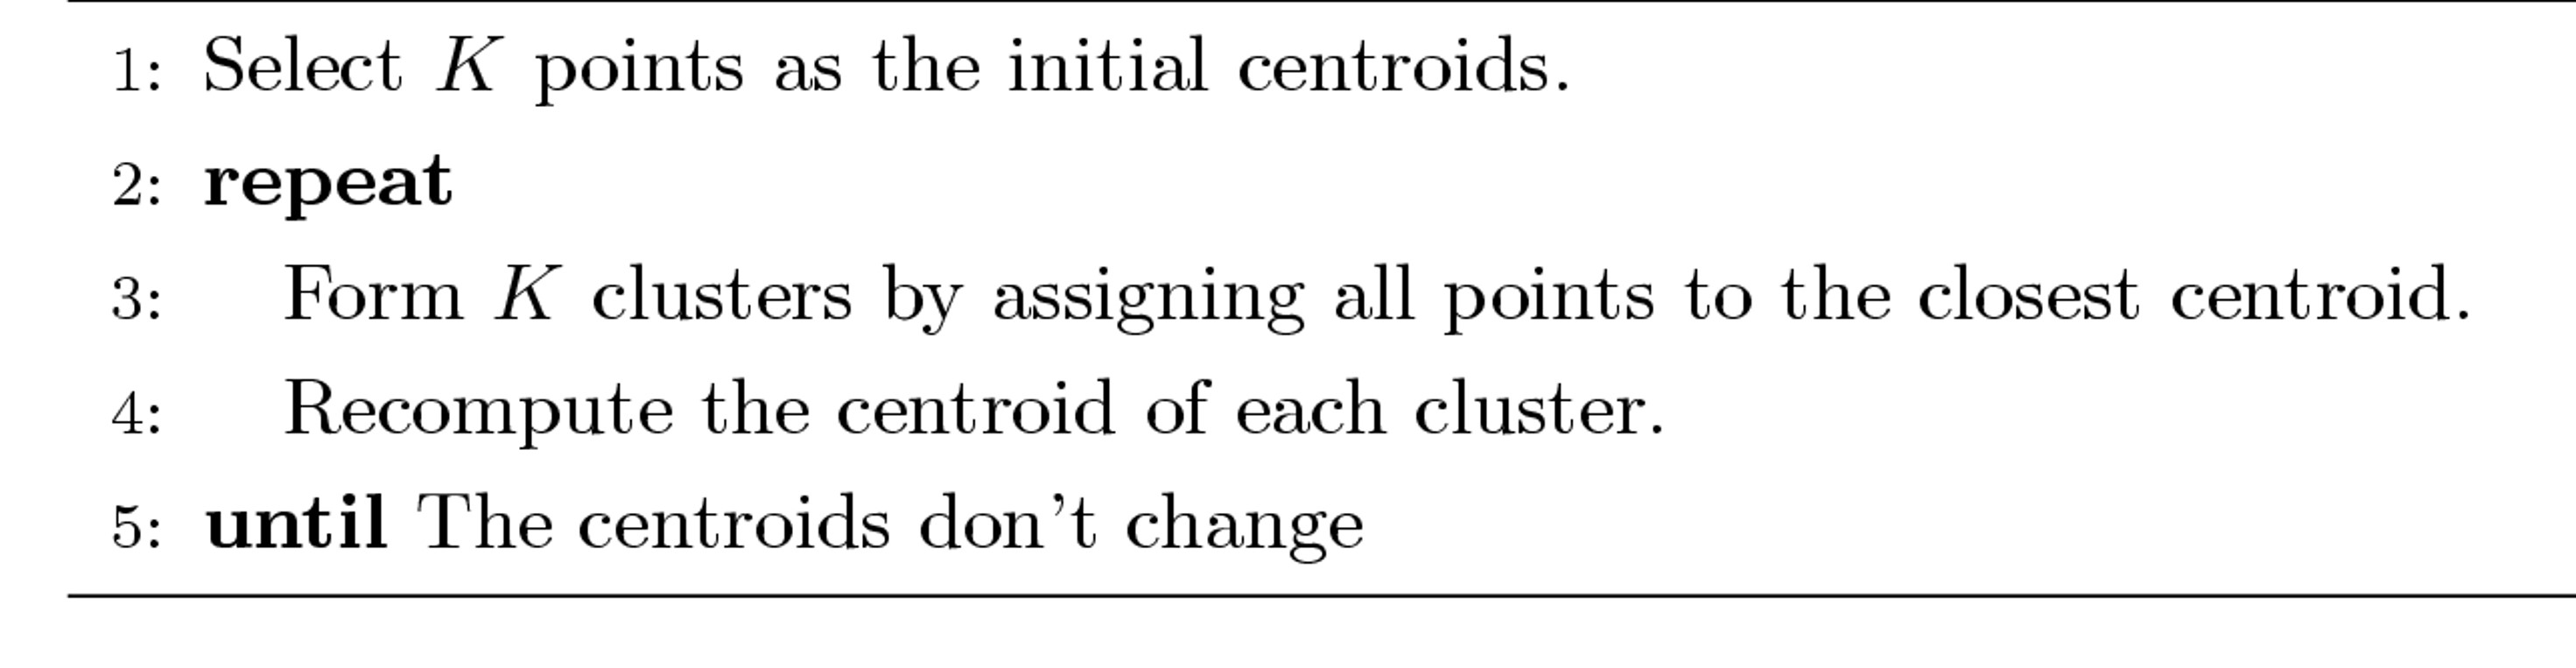 1: Select K points as the initial centroids.
2: repeat
3: Form K clusters by assigning all points to the closest centroid.
4: Recompute the centroid of each cluster.
5: until The centroids don't change